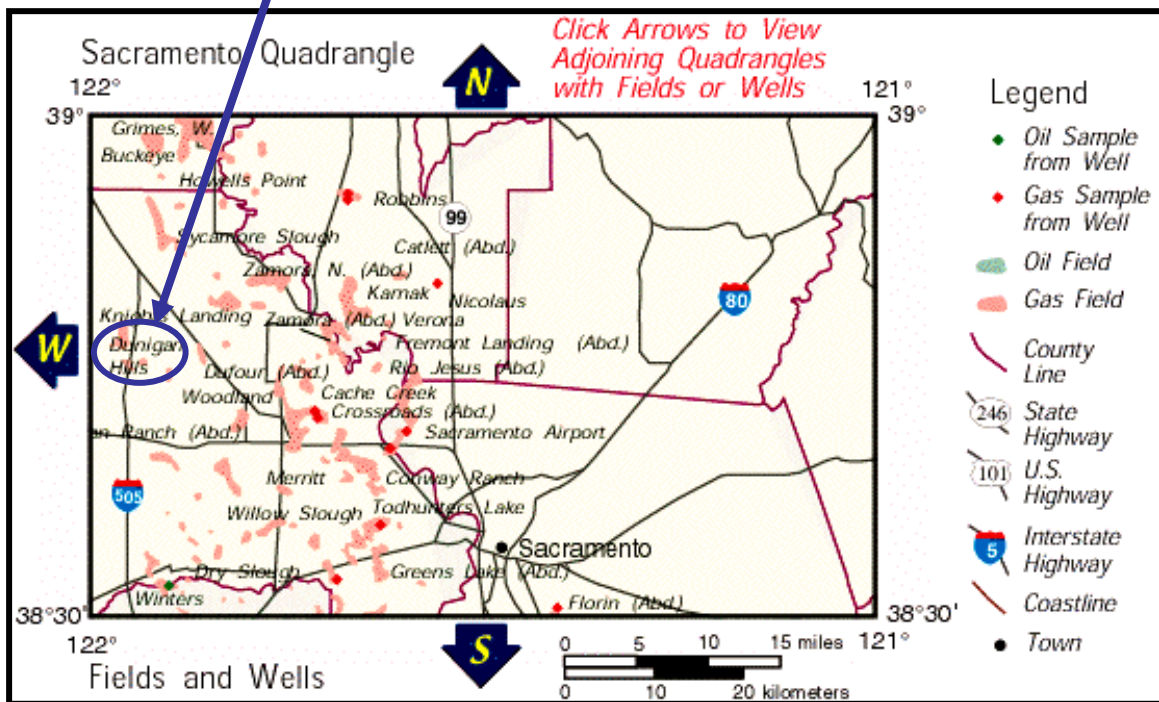 Sacramento Quadrangle
Click Arrows to View
Adjoining Quadrangles
with Fields or Wells
N
122°
121°
39°
39°
Grimes, W.
Buckeye
Howells Point
Robbins
99
Sycamore Slough
Catlett (Abd.)
Zamora, N. (Abd.)
Karnak
Nicolaus
80
Knights Landing
Zamora (Abd.)
Verona
W
Dunigan
Hills
Fremont Landing (Abd.)
Dufour (Abd.)
Rio Jesus (Abd.)
Woodland
Cache Creek
Crossroads (Abd.)
an Ranch (Abd.)
Sacramento Airport
Merritt
Conway Ranch
505
Willow Slough
Todhunters Lake
Sacramento
Dry Slough
Greens Lake (Abd.)
Winters
Florin (Abd.)
38°30'
38°30'
122°
121°
S
Fields and Wells
0 5 10 15 miles
0 10 20 kilometers
Legend
Oil Sample
from Well
Gas Sample
from Well
Oil Field
Gas Field
County
Line
246 State
Highway
101 U.S.
Highway
5 Interstate
Highway
Coastline
Town